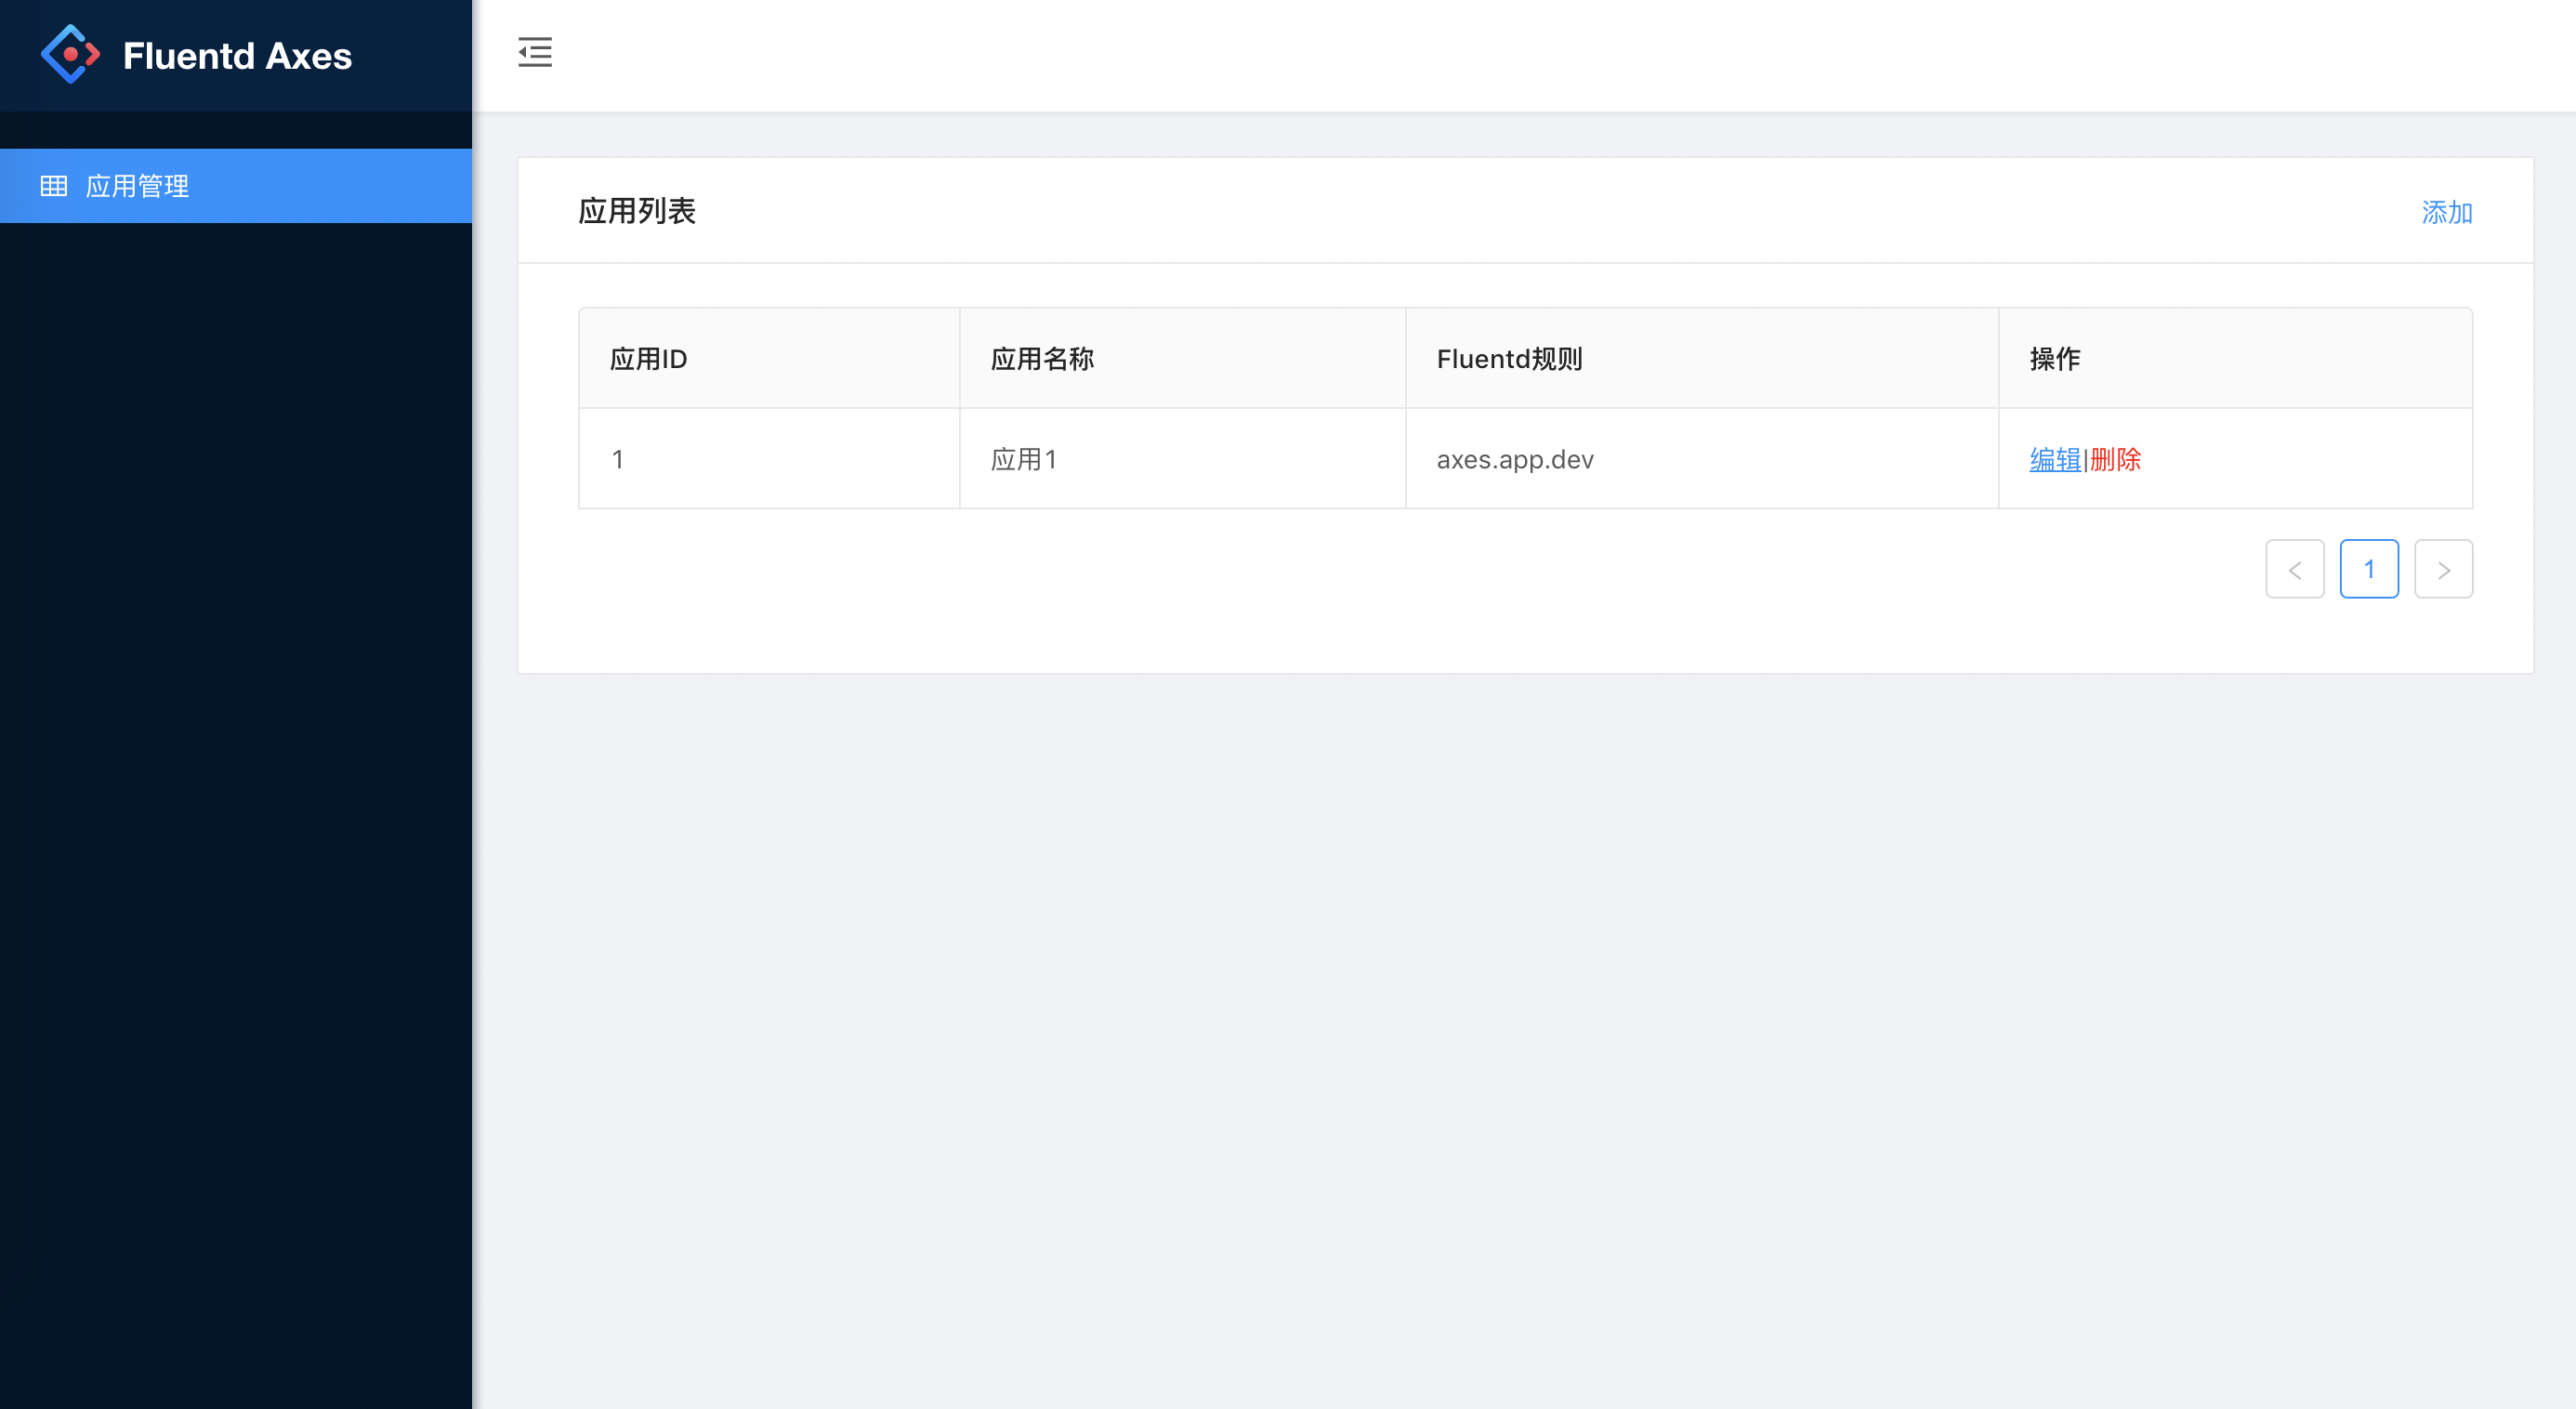 Fluentd Axes
应用管理
应用列表
添加
应用ID 应用名称 Fluentd规则 操作
1 应用1 axes.app.dev 编辑|删除
< 1 >